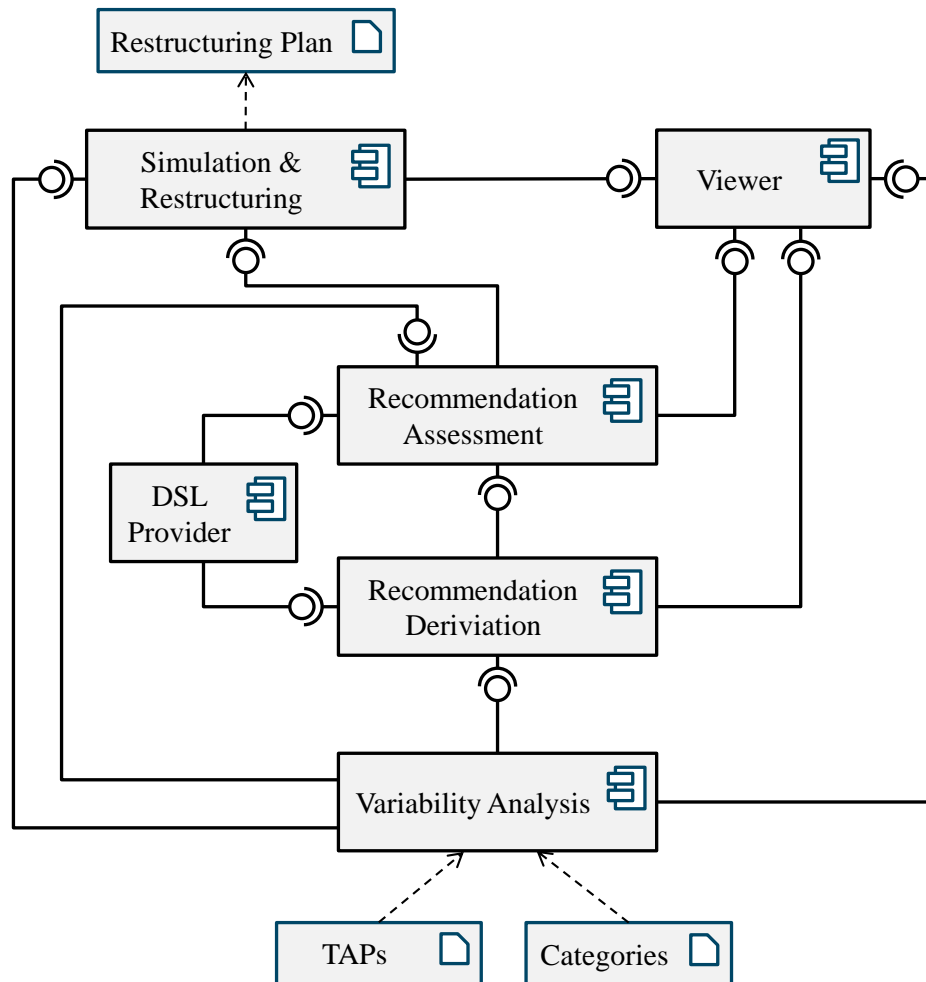 Restructuring Plan
Simulation &
Restructuring
Viewer
Recommendation
Assessment
DSL
Provider
Recommendation
Deriviation
Variability Analysis
TAPs
Categories